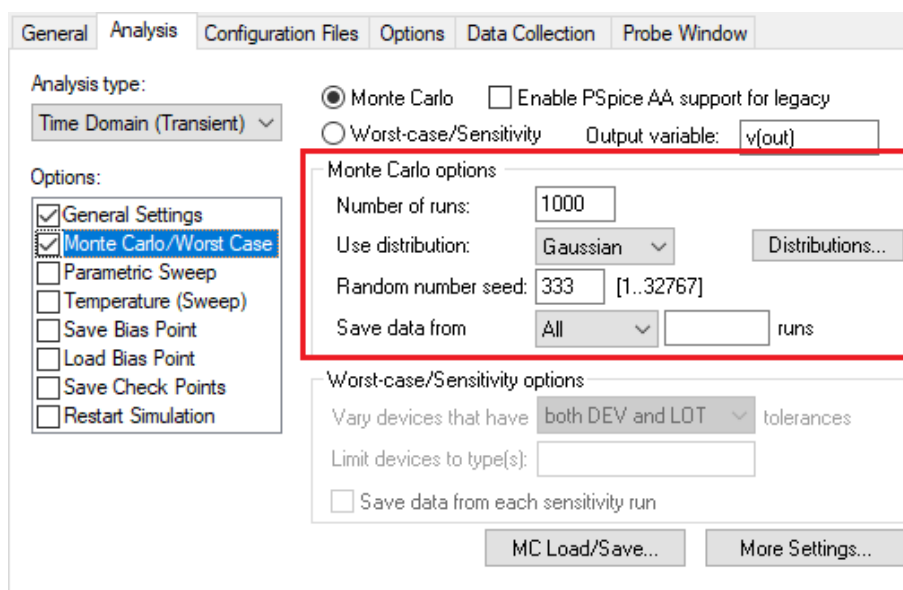 General Analysis Configuration Files Options Data Collection Probe Window
Analysis type:
Time Domain (Transient)
Options:
General Settings
Monte Carlo/Worst Case
Parametric Sweep
Temperature (Sweep)
Save Bias Point
Load Bias Point
Save Check Points
Restart Simulation
Monte Carlo Enable PSpice AA support for legacy
Worst-case/Sensitivity Output variable: v(out)
Monte Carlo options
Number of runs: 1000
Use distribution: Gaussian Distributions...
Random number seed: 333 [1..32767]
Save data from All runs
Worst-case/Sensitivity options
Vary devices that have both DEV and LOT tolerances
Limit devices to type(s):
Save data from each sensitivity run
MC Load/Save... More Settings...